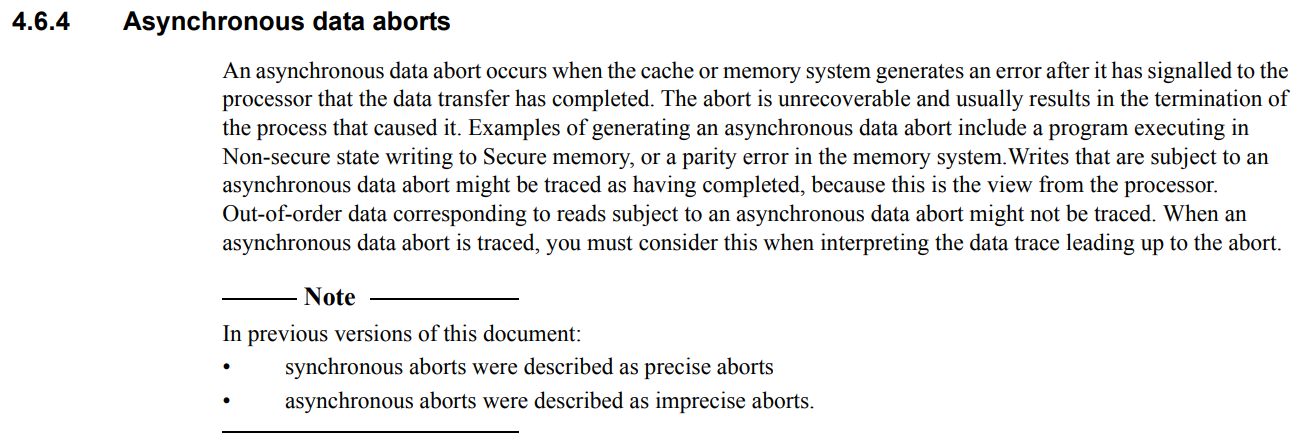 4.6.4 Asynchronous data aborts
An asynchronous data abort occurs when the cache or memory system generates an error after it has signalled to the
processor that the data transfer has completed. The abort is unrecoverable and usually results in the termination of
the process that caused it. Examples of generating an asynchronous data abort include a program executing in
Non-secure state writing to Secure memory, or a parity error in the memory system.Writes that are subject to an
asynchronous data abort might be traced as having completed, because this is the view from the processor.
Out-of-order data corresponding to reads subject to an asynchronous data abort might not be traced. When an
asynchronous data abort is traced, you must consider this when interpreting the data trace leading up to the abort.
Note
In previous versions of this document:
• synchronous aborts were described as precise aborts
• asynchronous aborts were described as imprecise aborts.